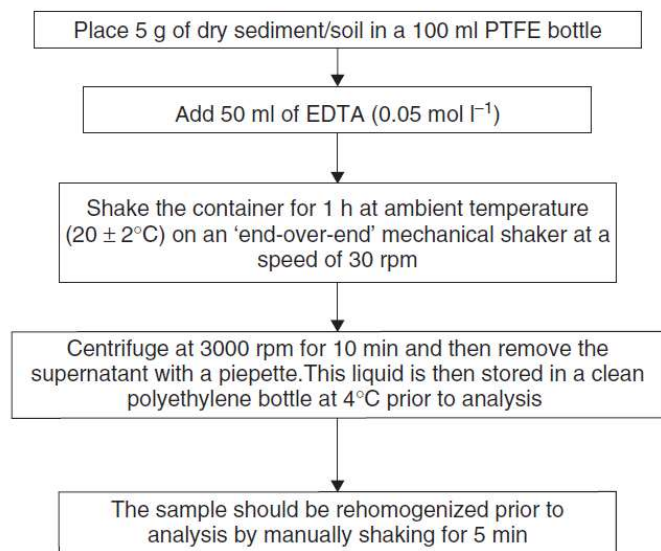 Place 5 g of dry sediment/soil in a 100 ml PTFE bottle
Add 50 ml of EDTA (0.05 mol l⁻¹)
Shake the container for 1 h at ambient temperature
(20 ± 2°C) on an ‘end-over-end’ mechanical shaker at a
speed of 30 rpm
Centrifuge at 3000 rpm for 10 min and then remove the
supernatant with a piepette.This liquid is then stored in a clean
polyethylene bottle at 4°C prior to analysis
The sample should be rehomogenized prior to
analysis by manually shaking for 5 min